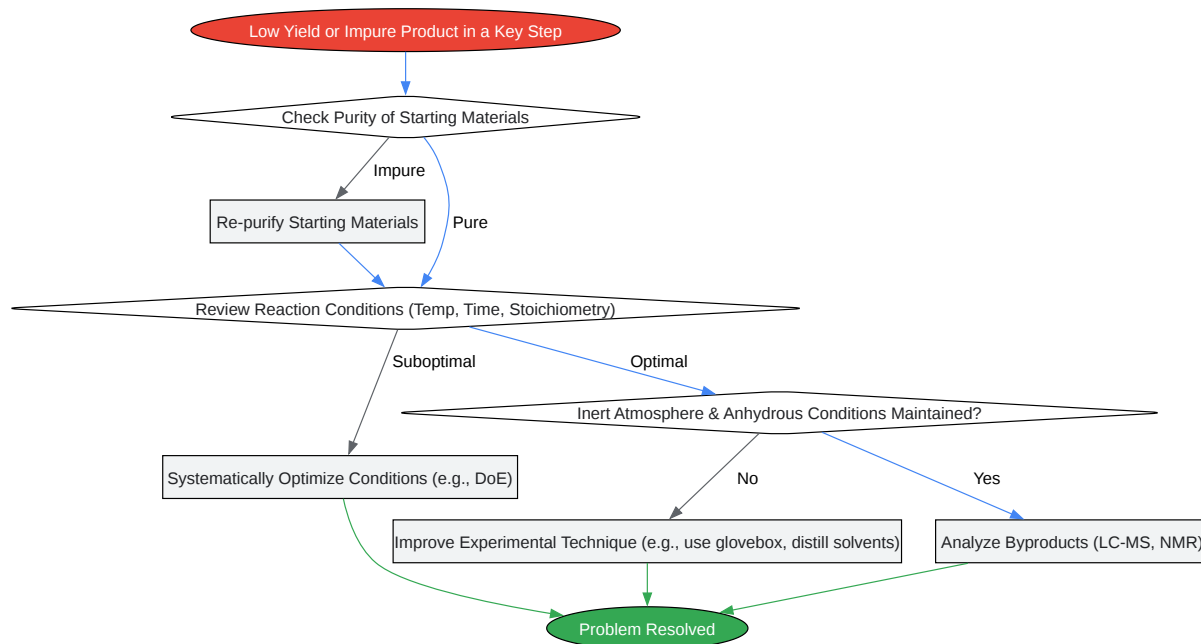 Low Yield or Impure Product in a Key Step
Check Purity of Starting Materials
Impure
Re-purify Starting Materials
Pure
Review Reaction Conditions (Temp, Time, Stoichiometry)
Suboptimal
Optimal
Inert Atmosphere & Anhydrous Conditions Maintained?
Systematically Optimize Conditions (e.g., DoE)
No
Yes
Improve Experimental Technique (e.g., use glovebox, distill solvents)
Analyze Byproducts (LC-MS, NMR)
Problem Resolved